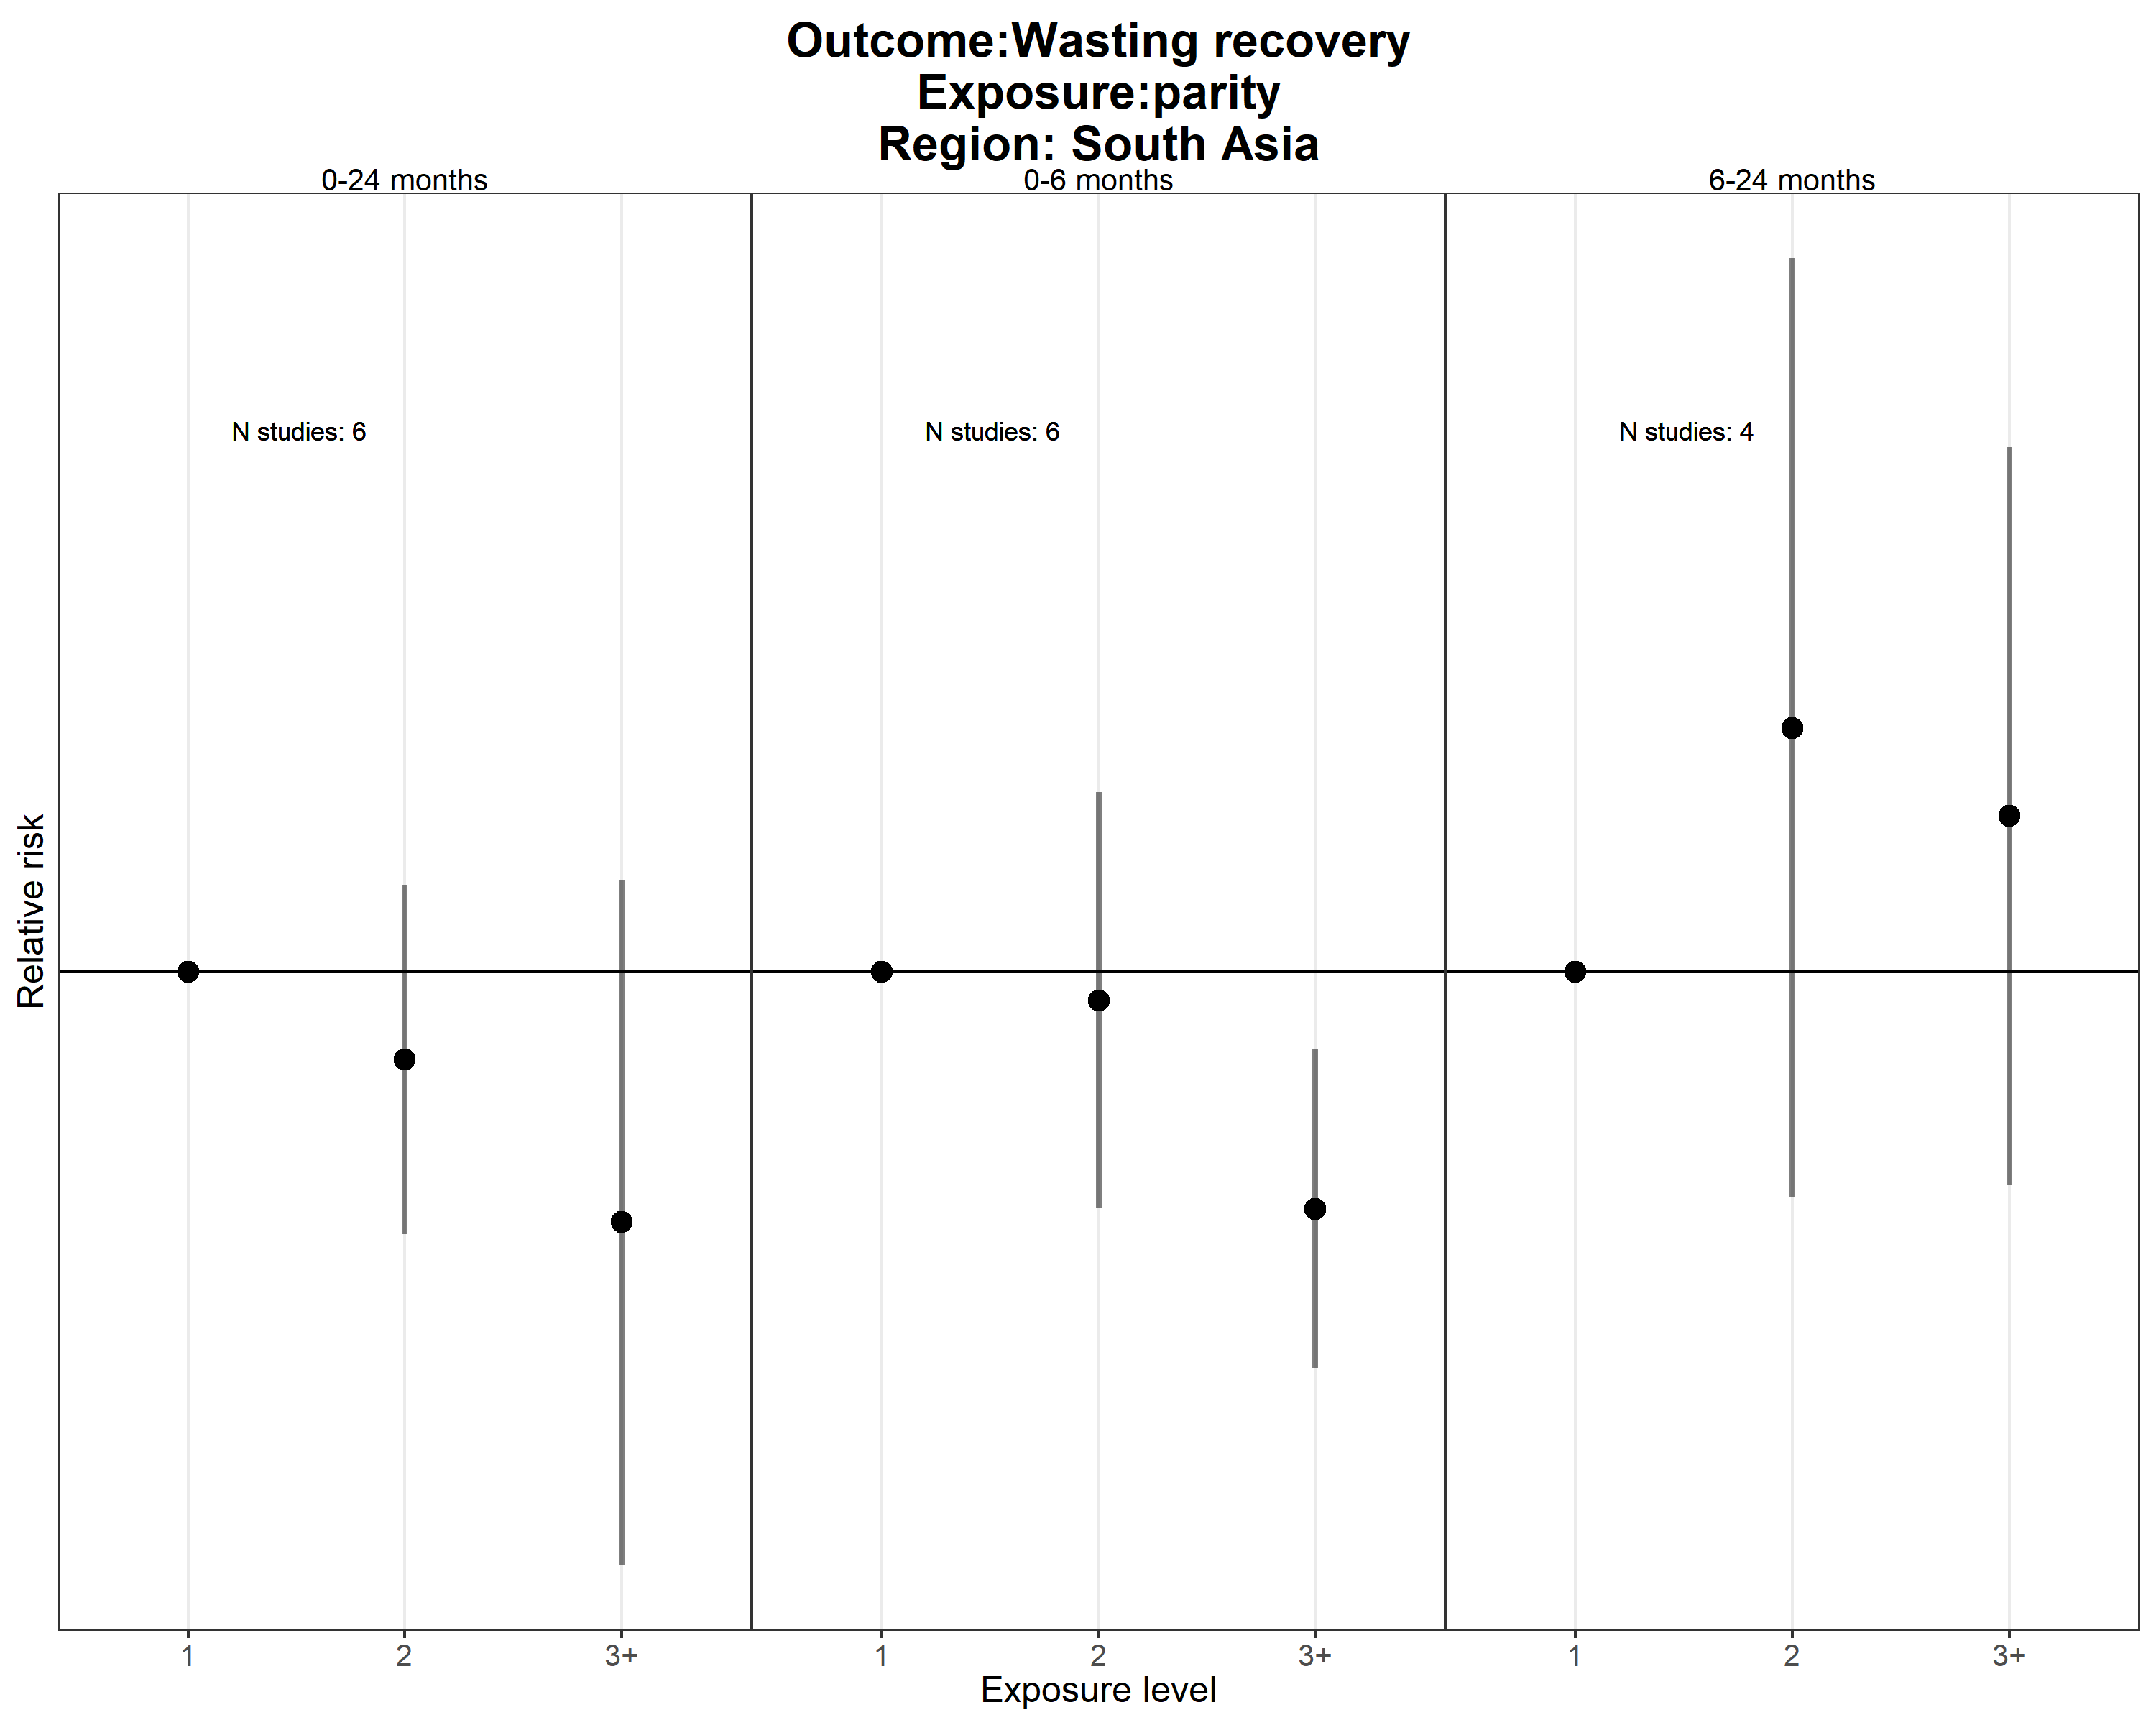 Outcome:Wasting recovery
Exposure:parity
Region: South Asia
0-24 months
0-6 months
6-24 months
N studies: 6
N studies: 6
N studies: 4
Relative risk
1
2
3+
1
2
3+
1
2
3+
Exposure level